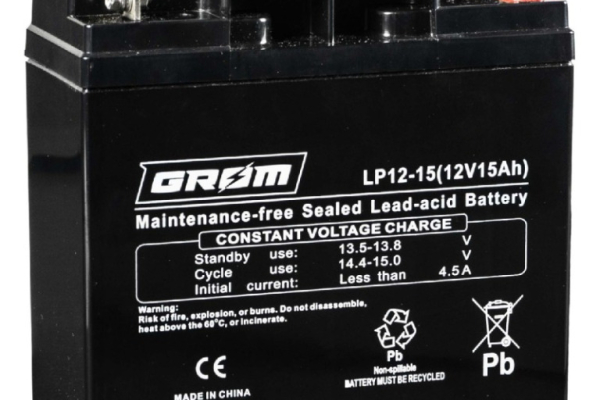 GROM
LP12-15(12V15Ah)
Maintenance-free Sealed Lead-acid Battery
CONSTANT VOLTAGE CHARGE
Standby use: 13.5-13.8 V
Cycle use: 14.4-15.0 V
Initial current: Less than 4.5A
Warning:
Risk of fire, explosion, or burns. Do not disassemble,
heat above the 60°C, or incinerate.
CE
Pb
Non-spillable
BATTERY MUST BE RECYCLED
Pb
MADE IN CHINA